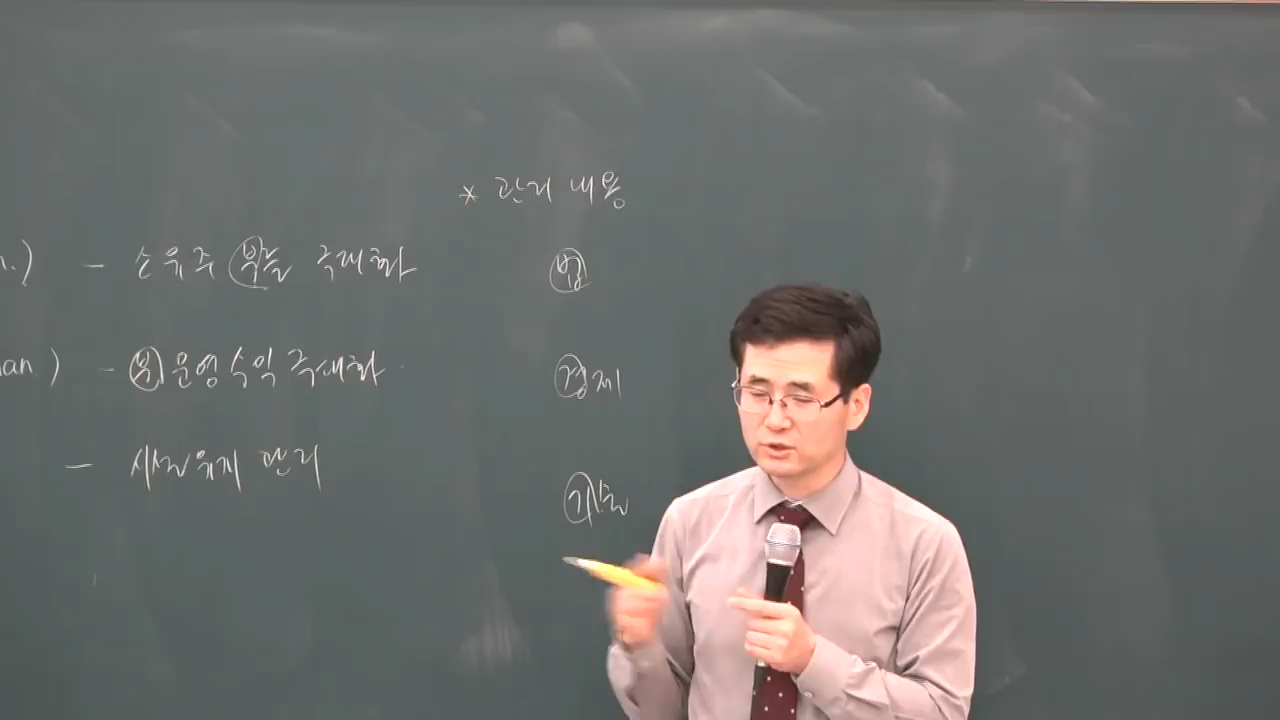 * 관리 내용
.) - 소유주 부를 극대화
법
an ) - 부 운영수익 극대화
경제
- 시설유지 관리
기술